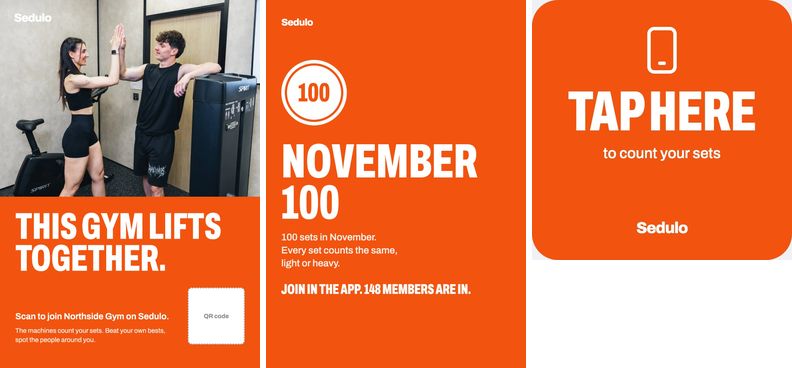 Sedulo
SPIRIT
SPIRIT
THIS GYM LIFTS
TOGETHER.
Scan to join Northside Gym on Sedulo.
The machines count your sets. Beat your own bests,
spot the people around you.
QR code
Sedulo
100
NOVEMBER
100
100 sets in November.
Every set counts the same,
light or heavy.
JOIN IN THE APP. 148 MEMBERS ARE IN.
TAP HERE
to count your sets
Sedulo